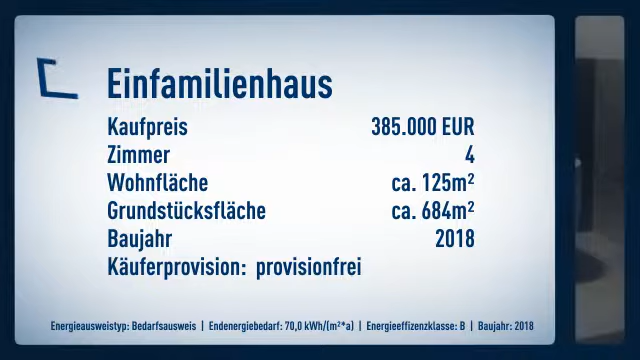 Einfamilienhaus
Kaufpreis 385.000 EUR
Zimmer 4
Wohnfläche ca. 125m²
Grundstücksfläche ca. 684m²
Baujahr 2018
Käuferprovision: provisionfrei
Energieausweistyp: Bedarfsausweis | Endenergiebedarf: 70,0 kWh/(m²*a) | Energieeffizenzklasse: B | Baujahr: 2018